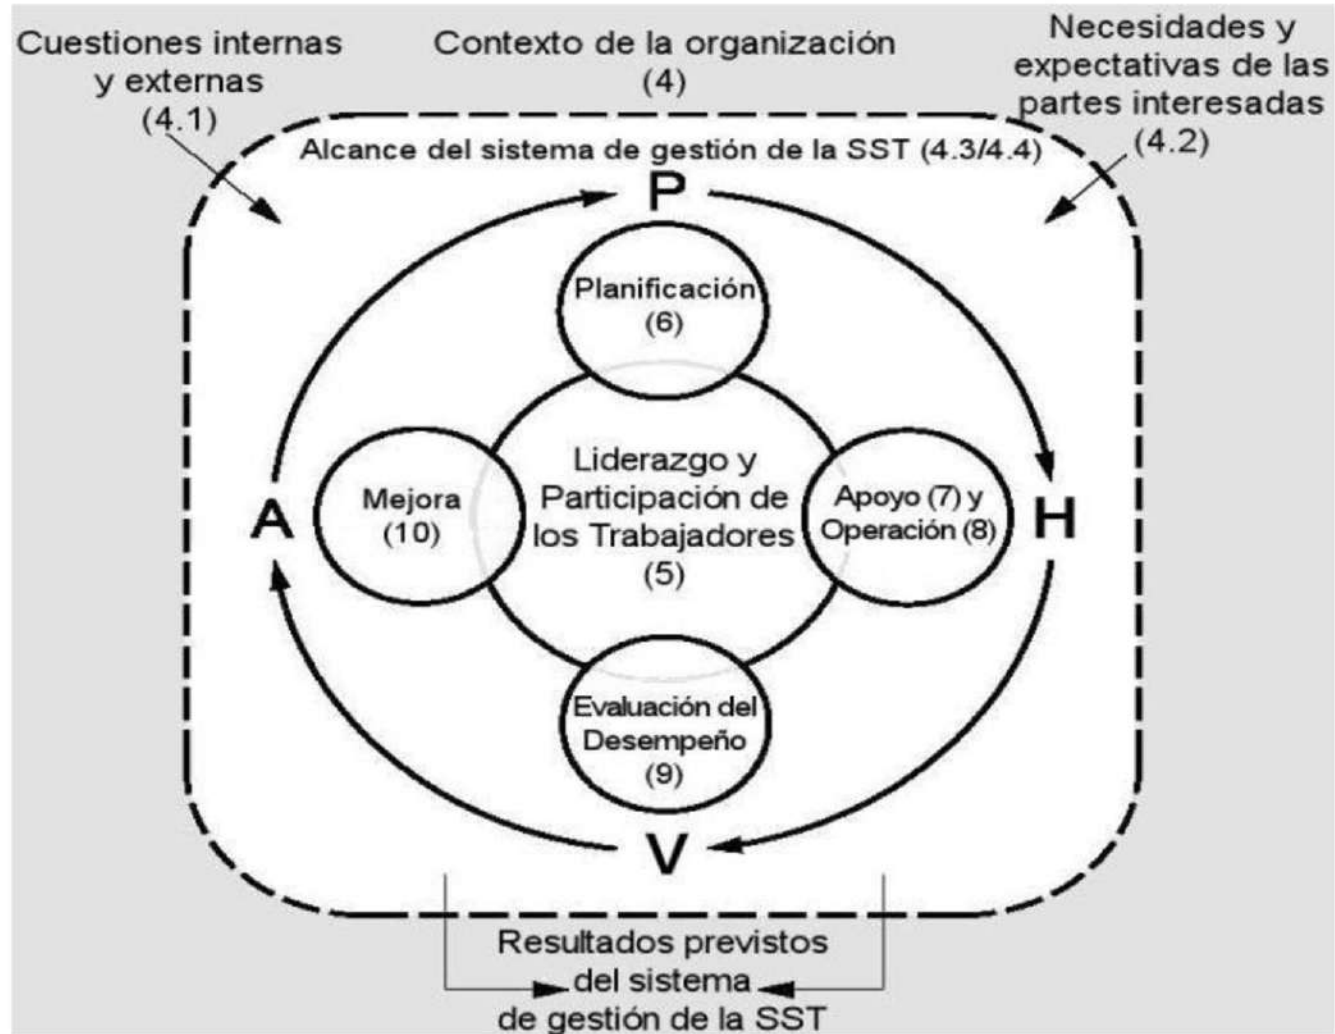 Cuestiones internas
y externas
(4.1)
Contexto de la organización
(4)
Necesidades y
expectativas de las
partes interesadas
(4.2)
Alcance del sistema de gestión de la SST (4.3/4.4)
P
Planificación
(6)
Liderazgo y
Participación de
los Trabajadores
(5)
A
Mejora
(10)
Apoyo (7) y
Operación (8)
H
Evaluación del
Desempeño
(9)
V
Resultados previstos
del sistema
de gestión de la SST